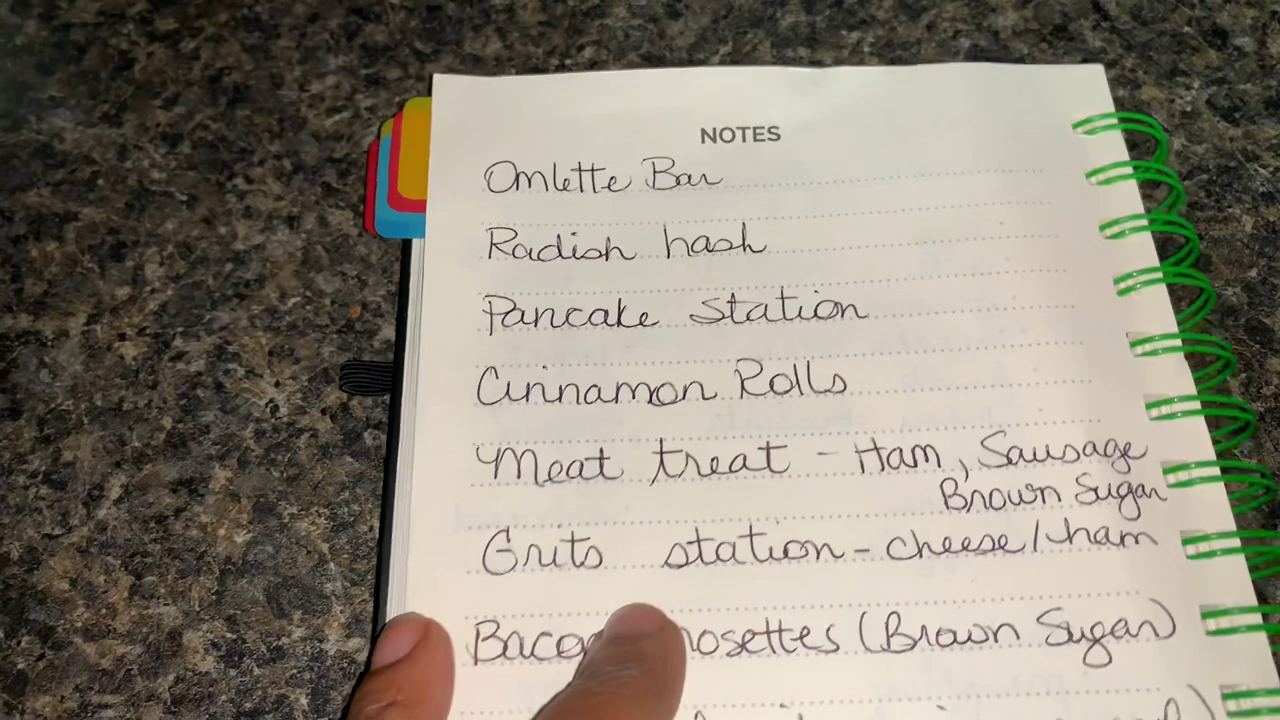 NOTES
Omlette Bar
Radish hash
Pancake Station
Cinnamon Rolls
Meat treat - Ham, Sausage
Brown Sugar
Grits station - cheese/ham
(Brown Sugar)